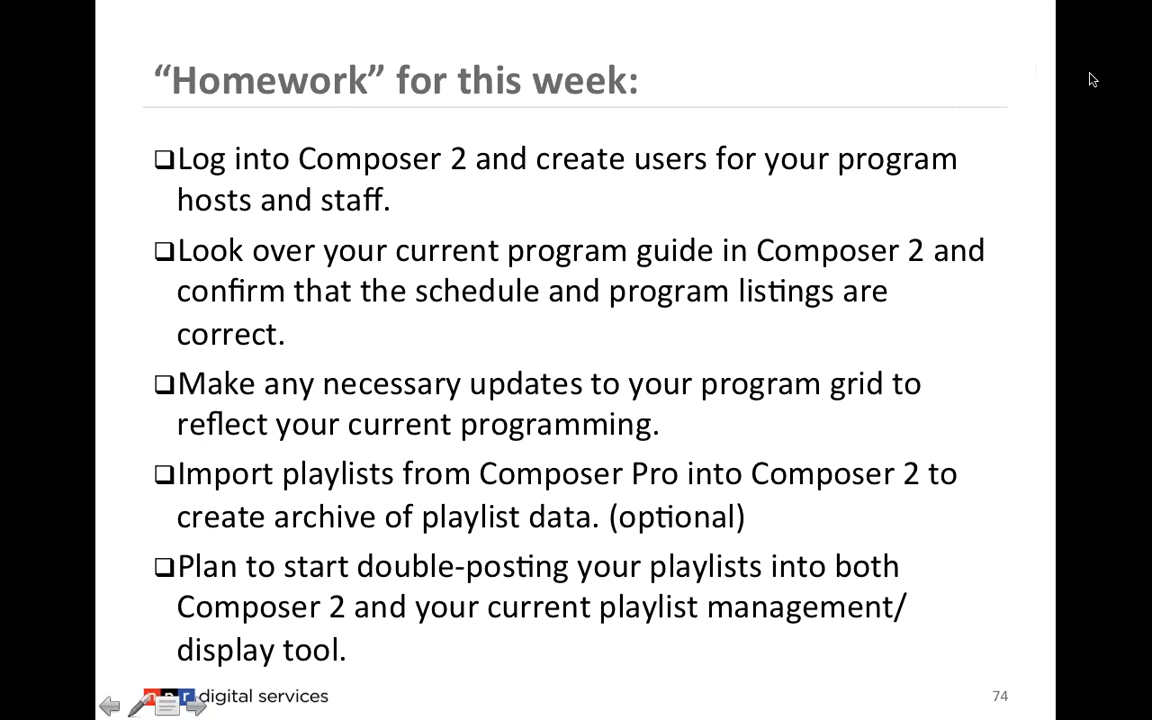 “Homework” for this week:
❑Log into Composer 2 and create users for your program
hosts and staff.
❑Look over your current program guide in Composer 2 and
confirm that the schedule and program listings are
correct.
❑Make any necessary updates to your program grid to
reflect your current programming.
❑Import playlists from Composer Pro into Composer 2 to
create archive of playlist data. (optional)
❑Plan to start double-posting your playlists into both
Composer 2 and your current playlist management/
display tool.
digital services
74